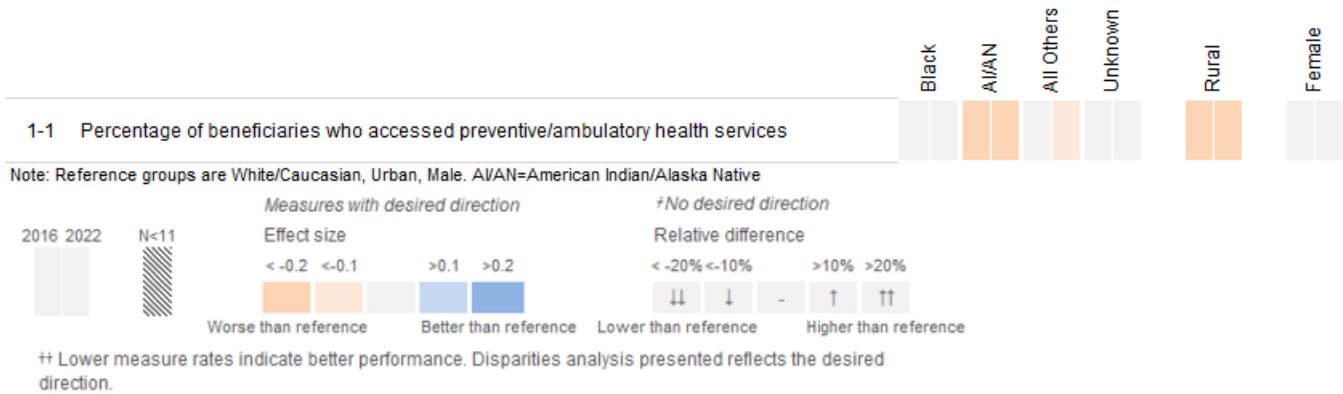 Black
AI/AN
All Others
Unknown
Rural
Female
1-1 Percentage of beneficiaries who accessed preventive/ambulatory health services
Note: Reference groups are White/Caucasian, Urban, Male. AI/AN=American Indian/Alaska Native
Measures with desired direction
†No desired direction
2016 2022 N<11 Effect size Relative difference
< -0.2 <-0.1 >0.1 >0.2 < -20% <-10% >10% >20%
↓↓ ↓ - ↑ ↑↑
Worse than reference Better than reference Lower than reference Higher than reference
†† Lower measure rates indicate better performance. Disparities analysis presented reflects the desired
direction.